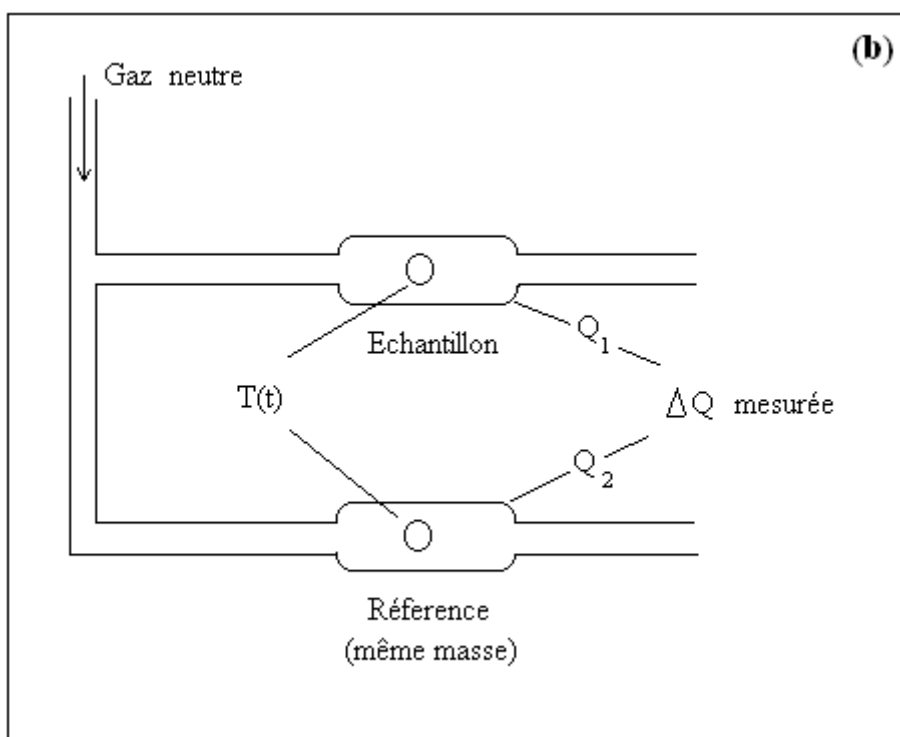 (b)
Gaz neutre
Echantillon
Q1
T(t)
ΔQ mesurée
Q2
Réference
(même masse)